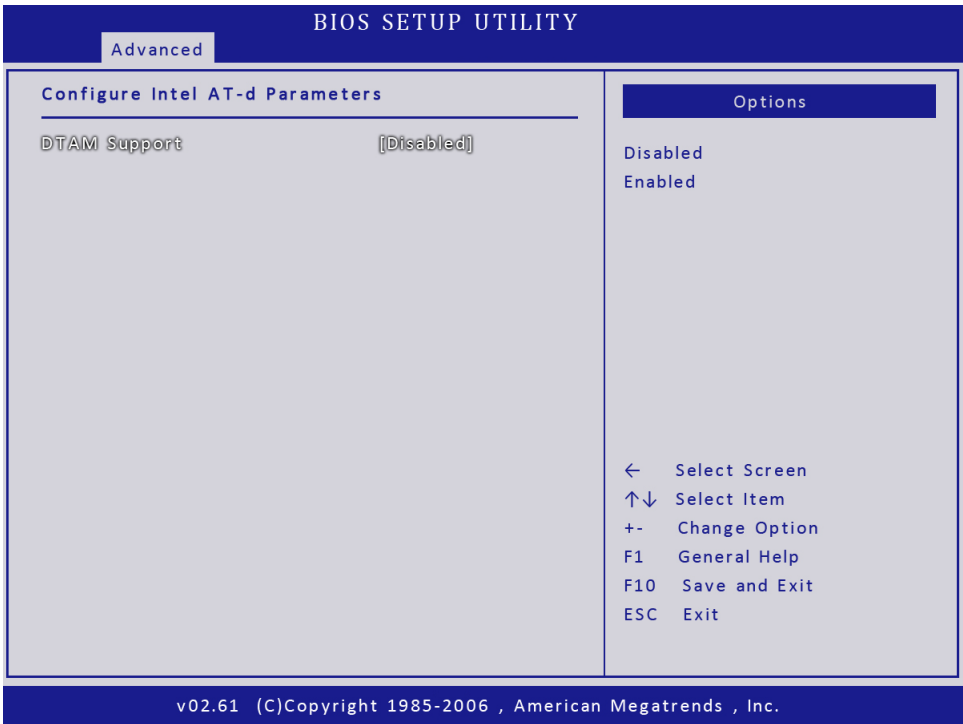 BIOS SETUP UTILITY
Advanced
Configure Intel AT-d Parameters
DTAM Support [Disabled]
Options
Disabled
Enabled
← Select Screen
↑↓ Select Item
+- Change Option
F1 General Help
F10 Save and Exit
ESC Exit
v02.61 (C)Copyright 1985-2006 , American Megatrends , Inc.